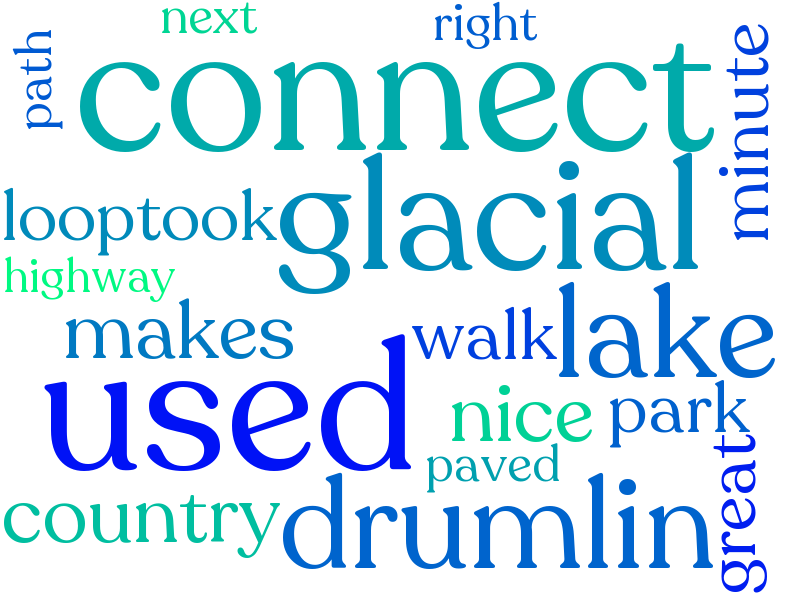 next
right
path
connect
minute
looptook
glacial
highway
makes
walk
lake
used
nice
park
paved
great
country
drumlin